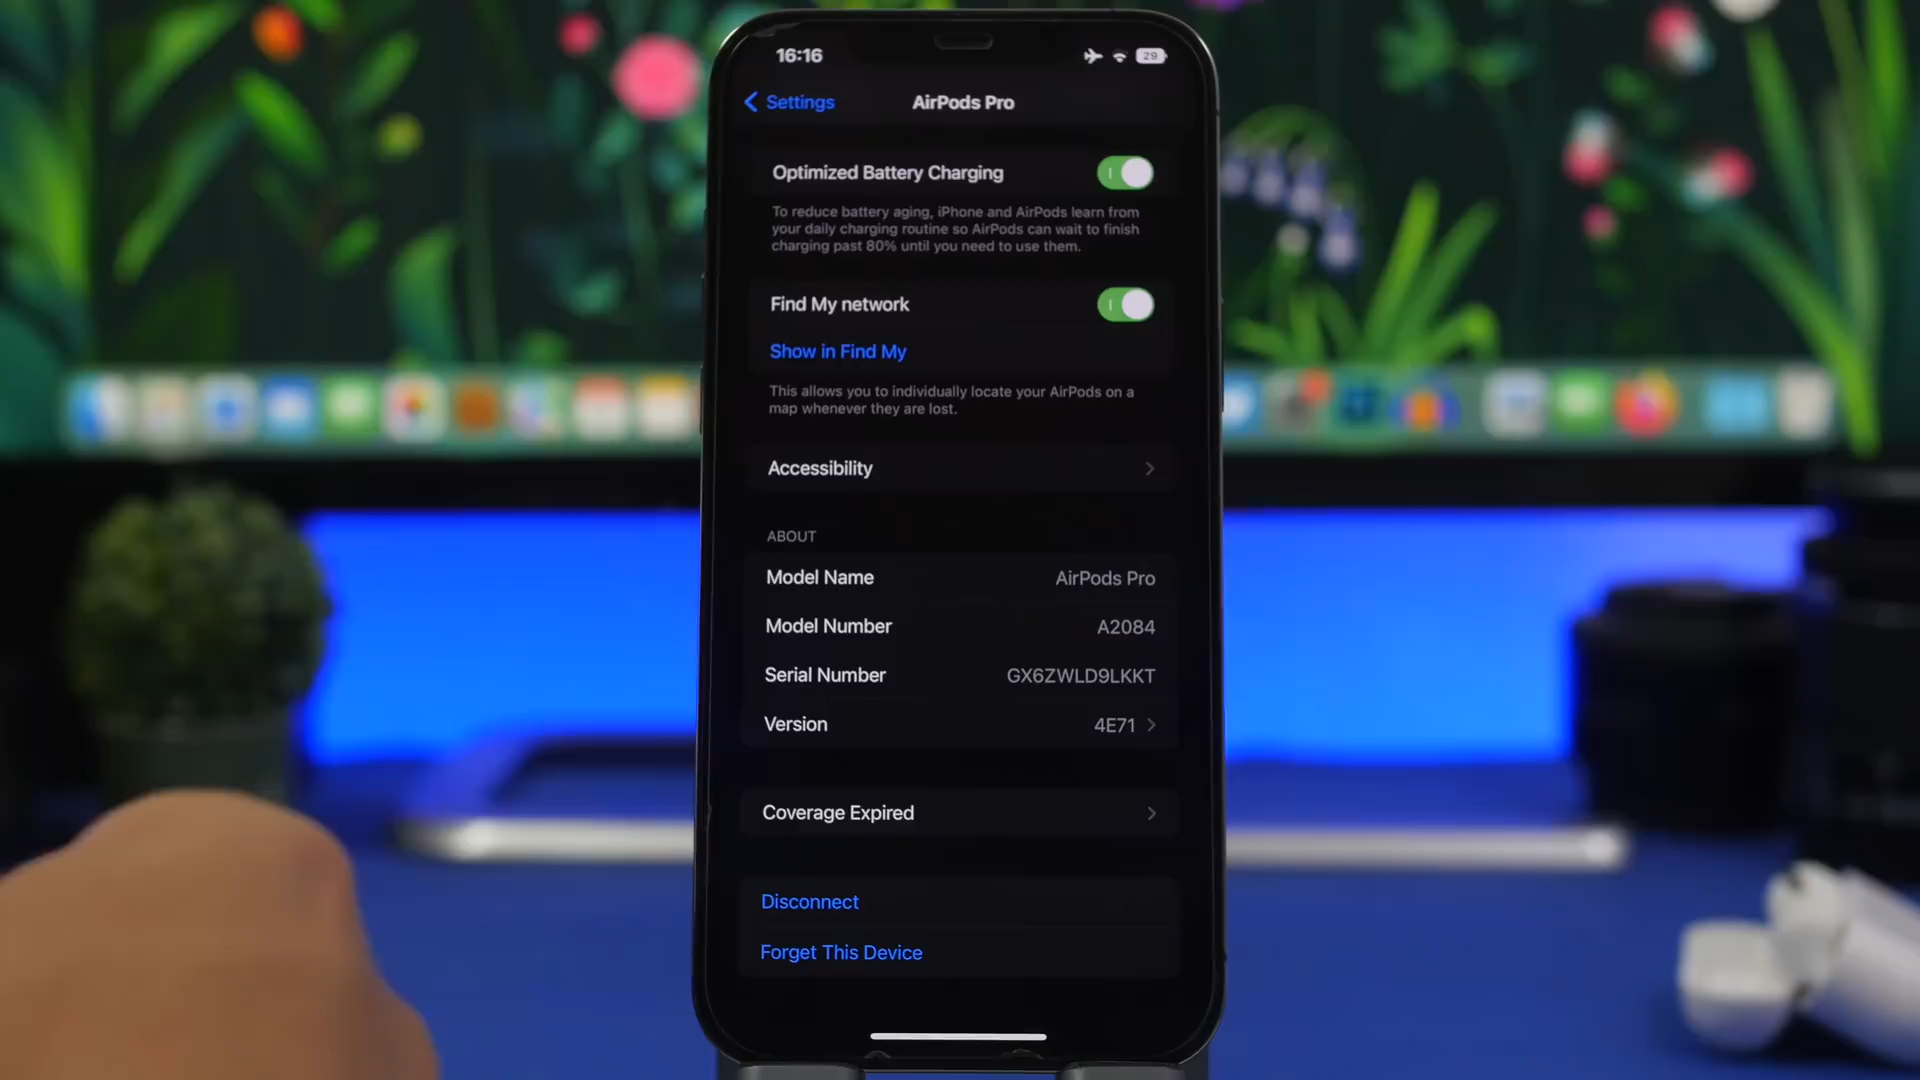 16:16
29
Settings
AirPods Pro
Optimized Battery Charging
To reduce battery aging, iPhone and AirPods learn from
your daily charging routine so AirPods can wait to finish
charging past 80% until you need to use them.
Find My network
Show in Find My
This allows you to individually locate your AirPods on a
map whenever they are lost.
Accessibility
ABOUT
Model Name AirPods Pro
Model Number A2084
Serial Number GX6ZWLD9LKKT
Version 4E71
Coverage Expired
Disconnect
Forget This Device